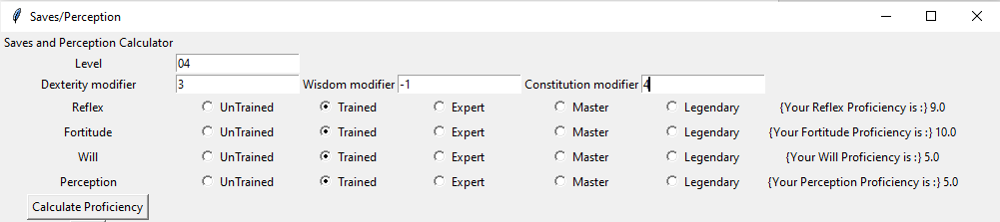 Saves/Perception
Saves and Perception Calculator
Level 04
Dexterity modifier 3 Wisdom modifier -1 Constitution modifier 4
Reflex UnTrained Trained Expert Master Legendary {Your Reflex Proficiency is :} 9.0
Fortitude UnTrained Trained Expert Master Legendary {Your Fortitude Proficiency is :} 10.0
Will UnTrained Trained Expert Master Legendary {Your Will Proficiency is :} 5.0
Perception UnTrained Trained Expert Master Legendary {Your Perception Proficiency is :} 5.0
Calculate Proficiency